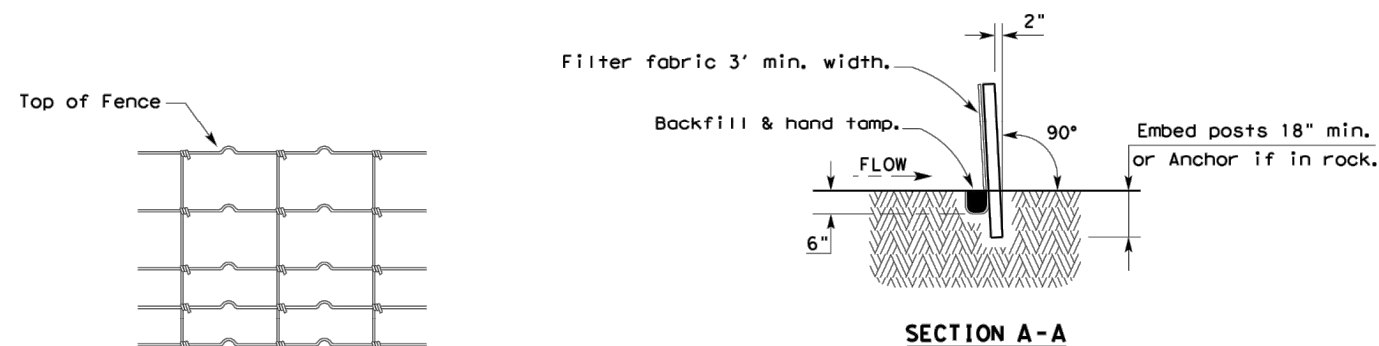 2"
Filter fabric 3' min. width.
Top of Fence
Backfill & hand tamp.
90°
Embed posts 18" min.
or Anchor if in rock.
FLOW
6"
SECTION A-A